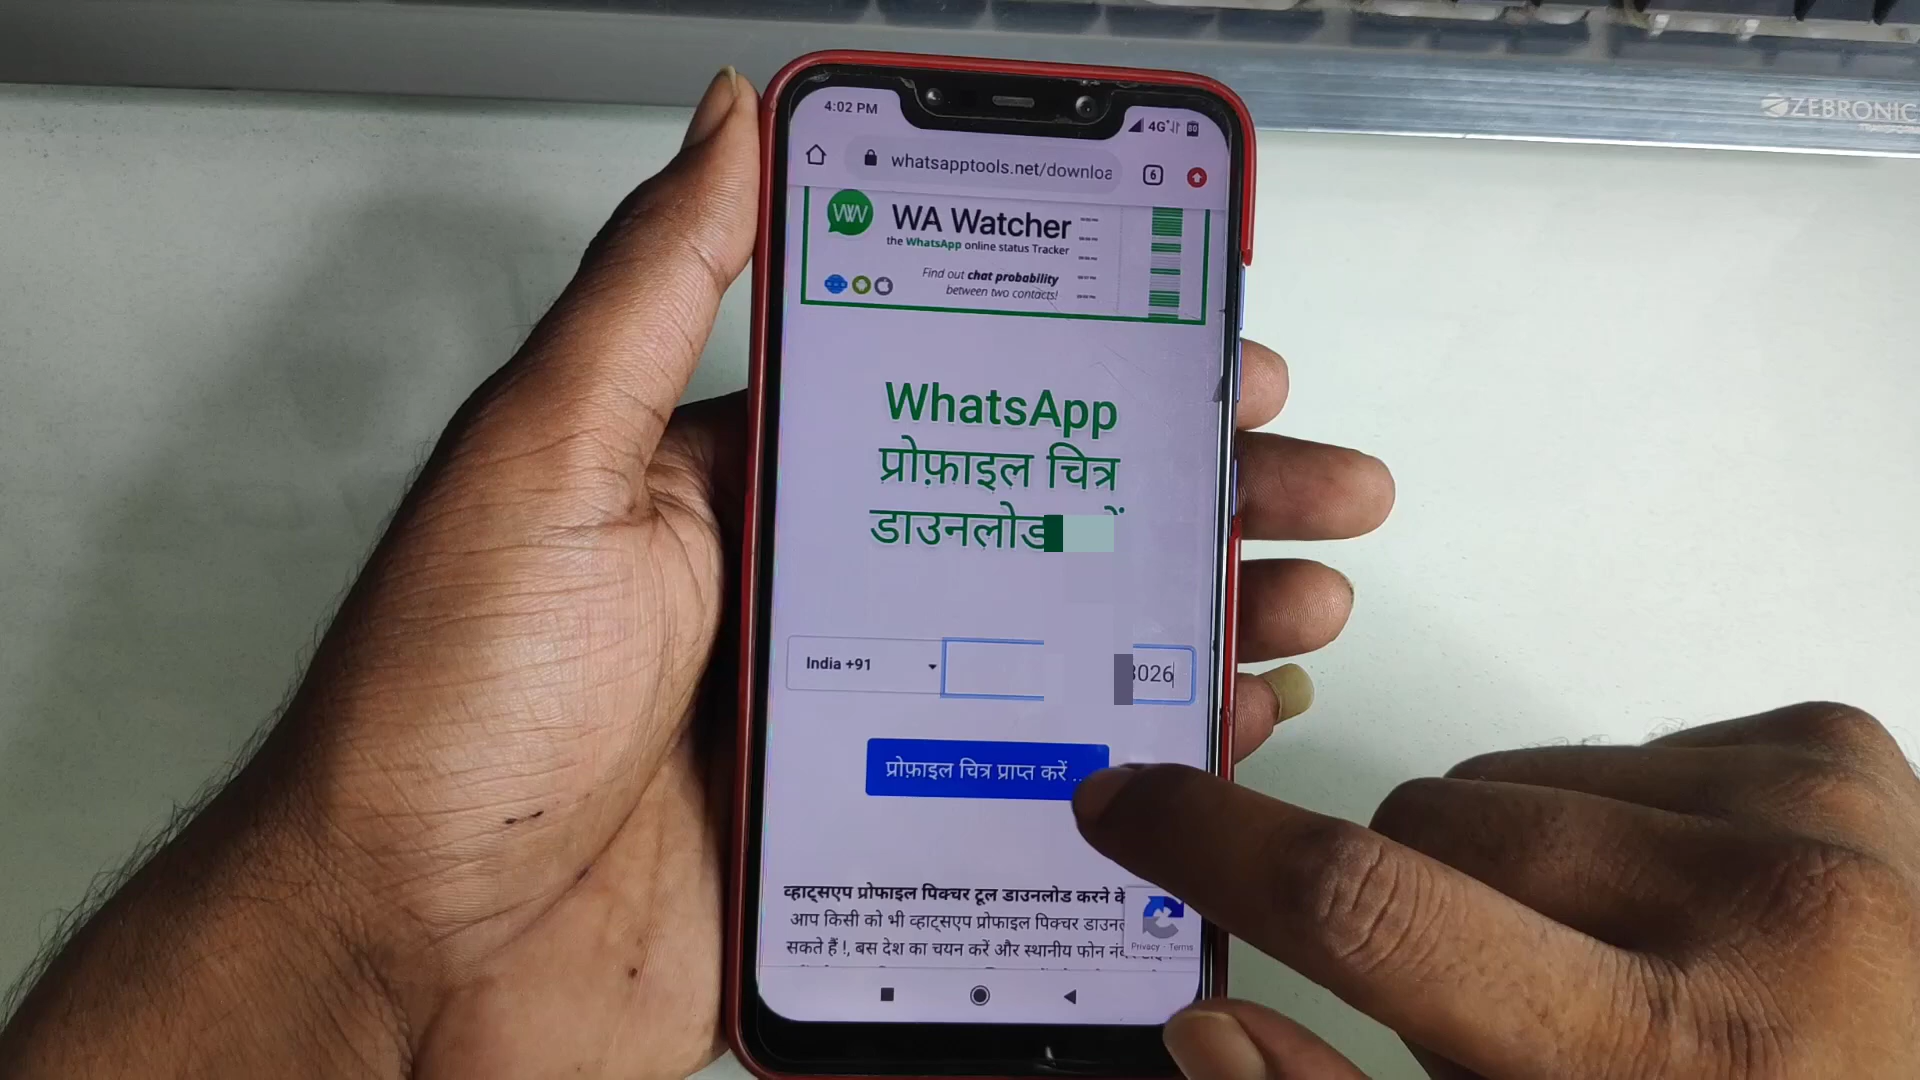 ZEBRONIC
4:02 PM
4G
80
whatsapptools.net/downloa
6
WA Watcher
the WhatsApp online status Tracker
Find out chat probability
between two contacts!
WhatsApp
प्रोफ़ाइल चित्र
डाउनलोड
India +91
3026
प्रोफ़ाइल चित्र प्राप्त करें ...
व्हाट्सएप प्रोफाइल पिक्चर टूल डाउनलोड करने के
आप किसी को भी व्हाट्सएप प्रोफाइल पिक्चर
सकते हैं !, बस देश का चयन करें और स्थानीय फोन
Privacy - Terms